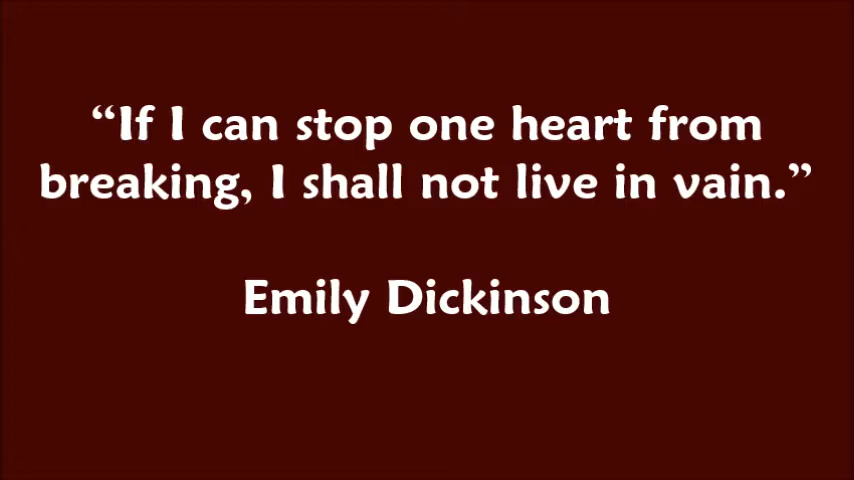 “If I can stop one heart from
breaking, I shall not live in vain.”
Emily Dickinson